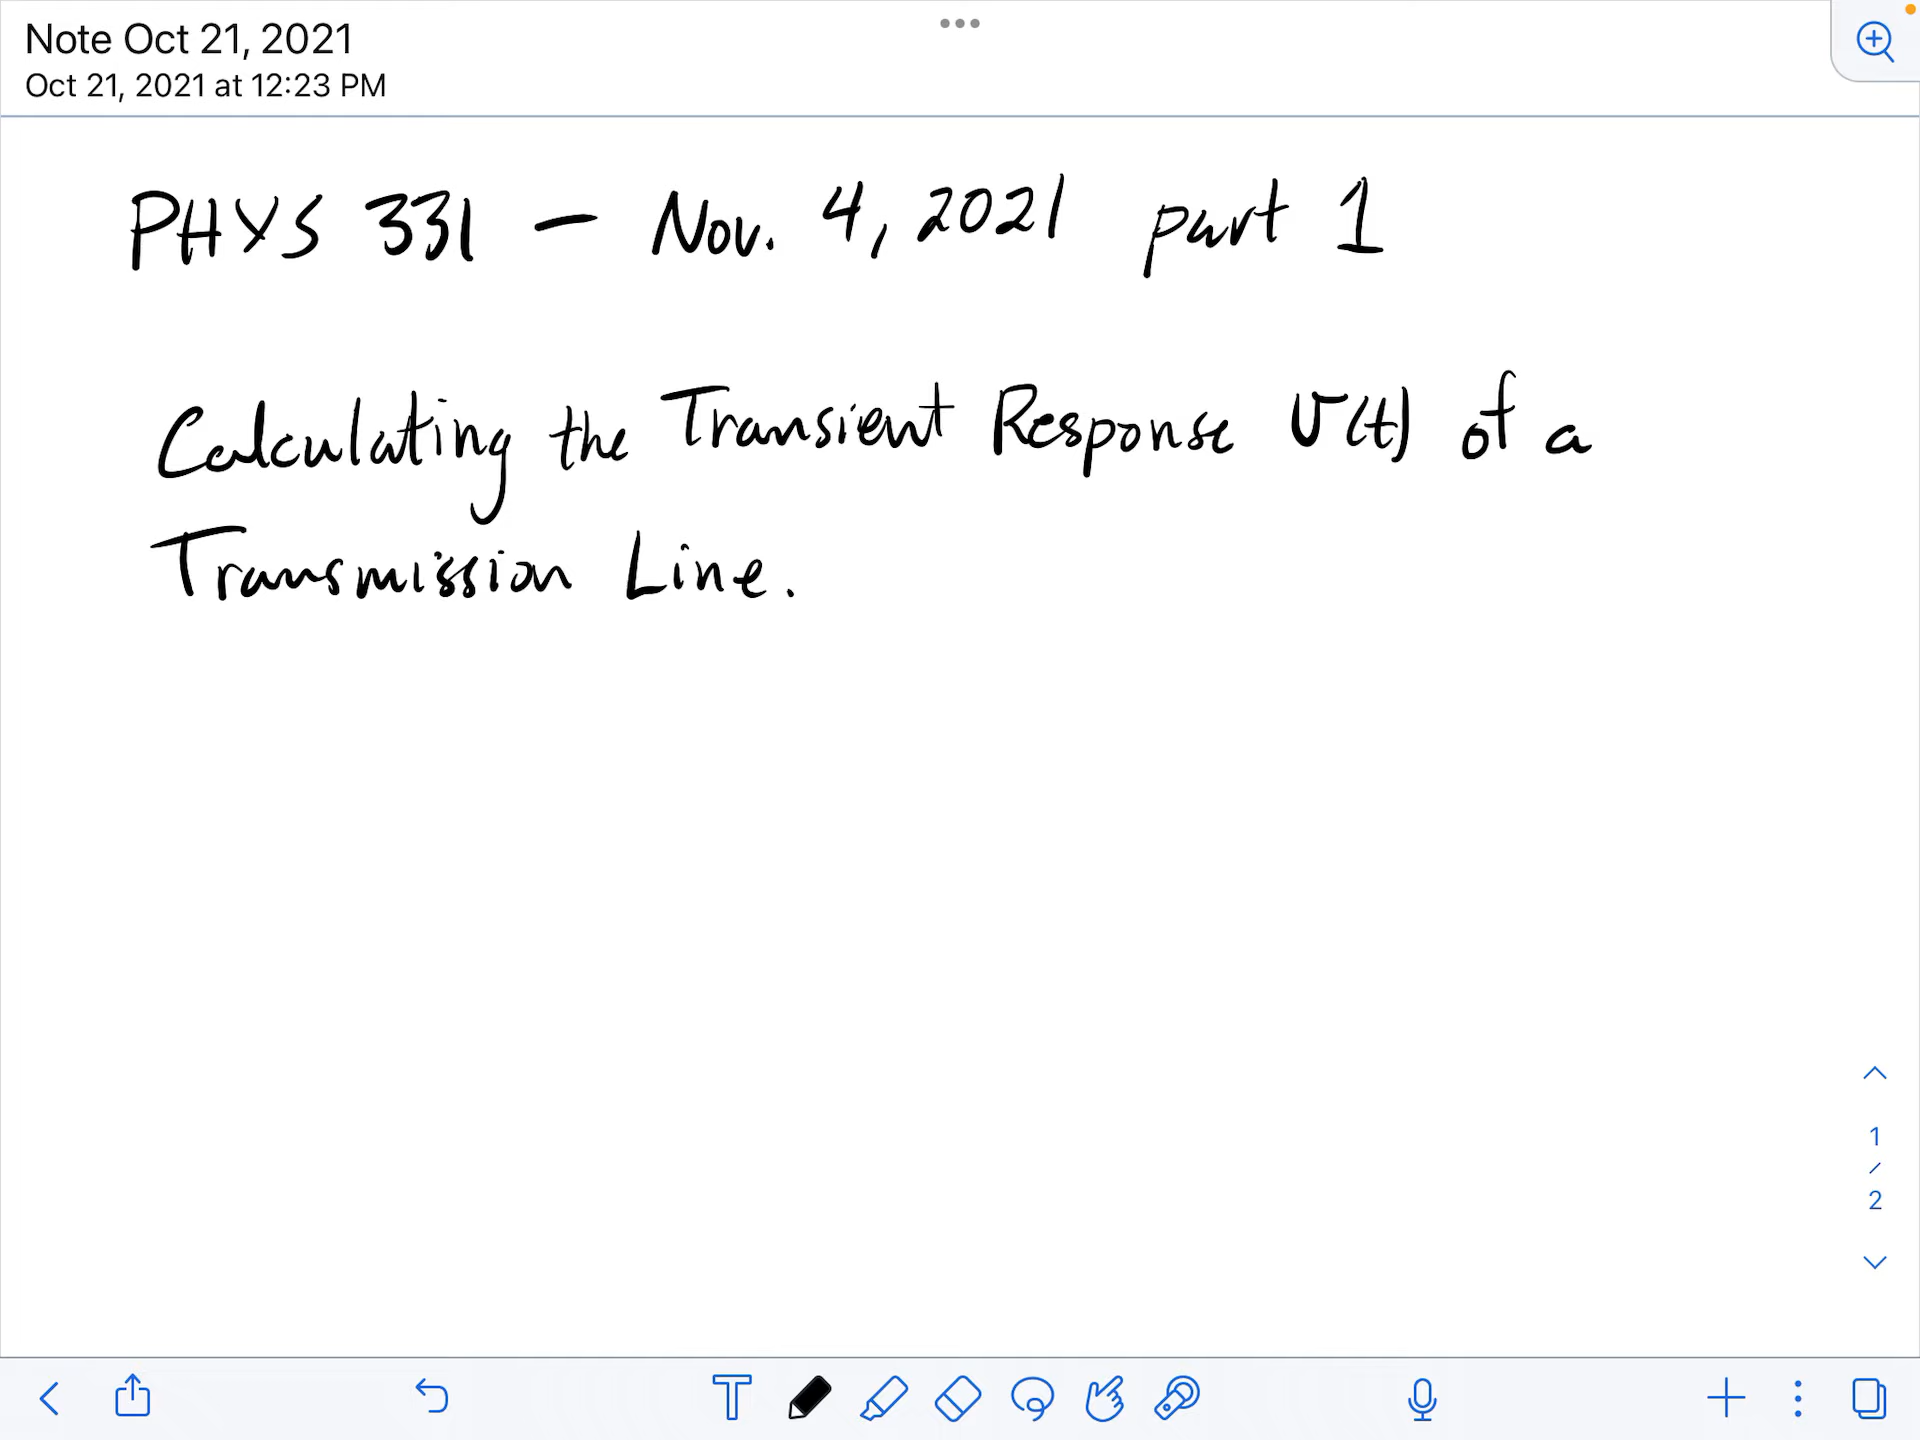 Note Oct 21, 2021
Oct 21, 2021 at 12:23 PM
PHYS 331 – Nov. 4, 2021 part 1
Calculating the Transient Response v(t) of a
Transmission Line.
1
/
2